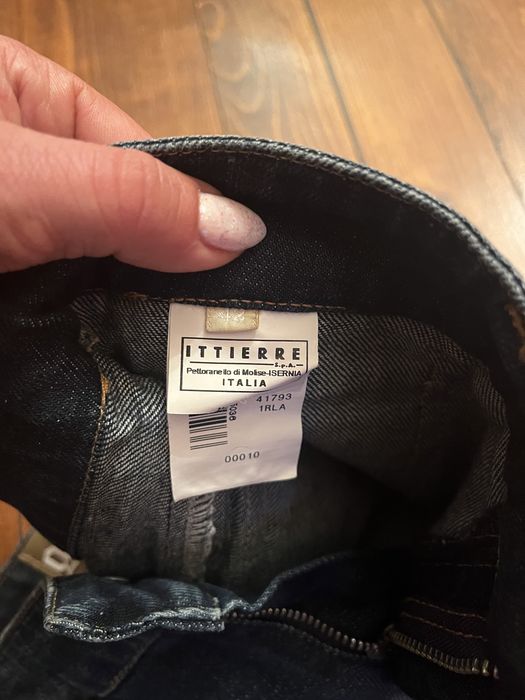 ITTIERRE
S.p.A.
Pettoranello di Molise-ISERNIA
ITALIA
41793
1RLA
00010